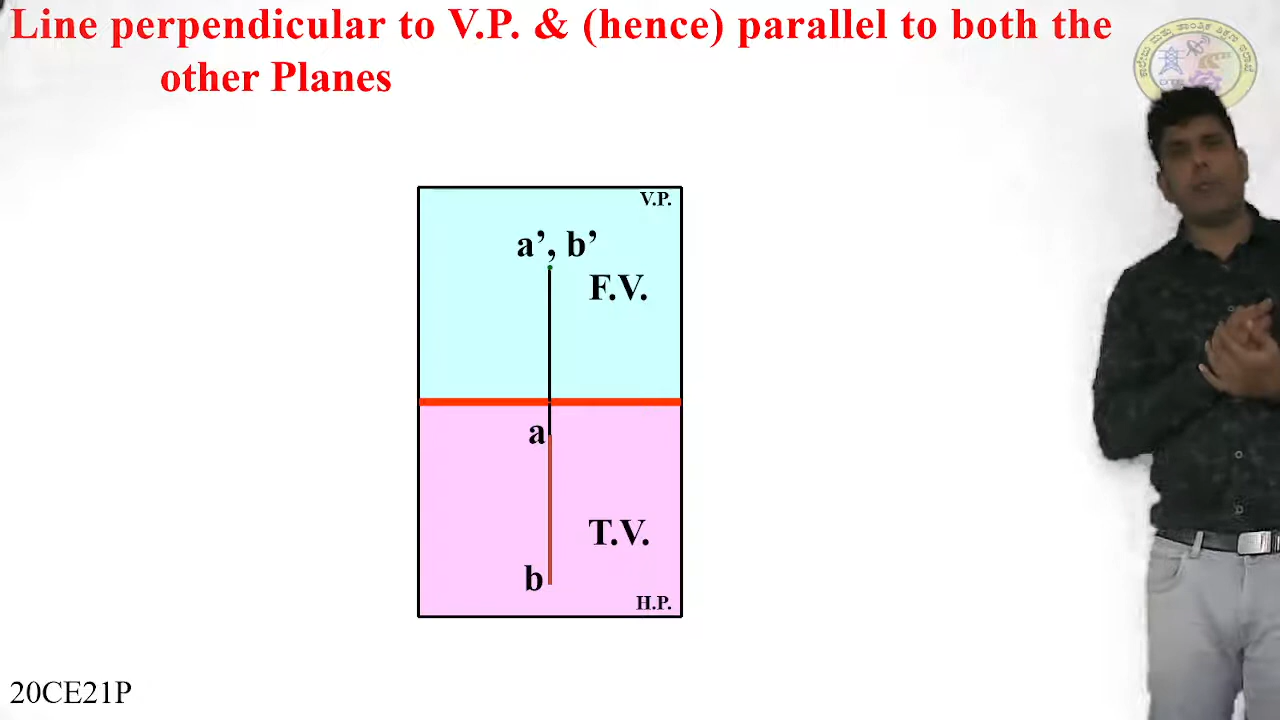 Line perpendicular to V.P. & (hence) parallel to both the
other Planes
V.P.
a’, b’
F.V.
a
T.V.
b
H.P.
20CE21P